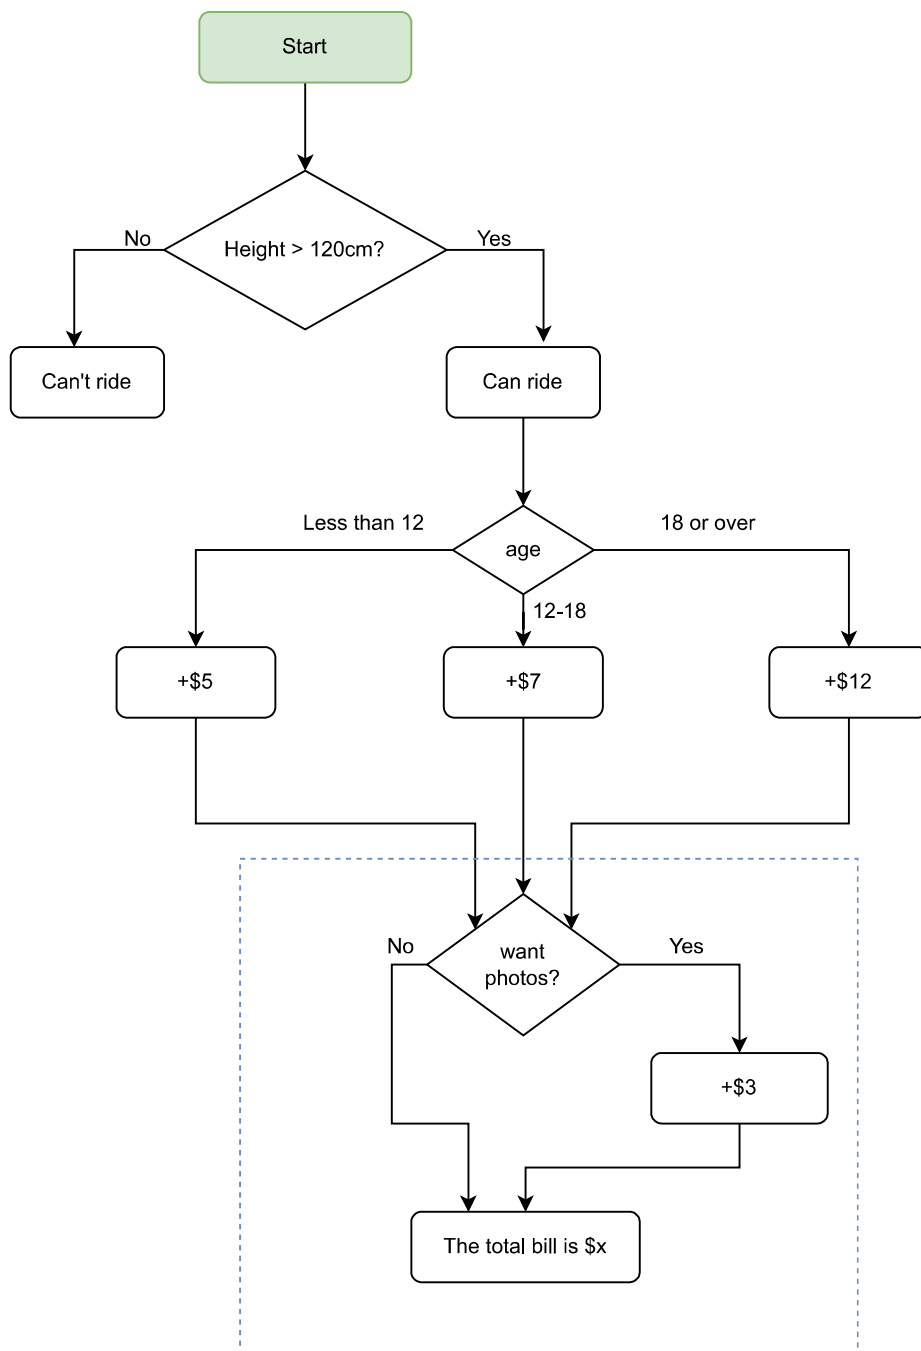 Start
Height > 120cm?
No
Yes
Can't ride
Can ride
Less than 12
age
18 or over
12-18
+$5
+$7
+$12
want
photos?
No
Yes
+$3
The total bill is $x